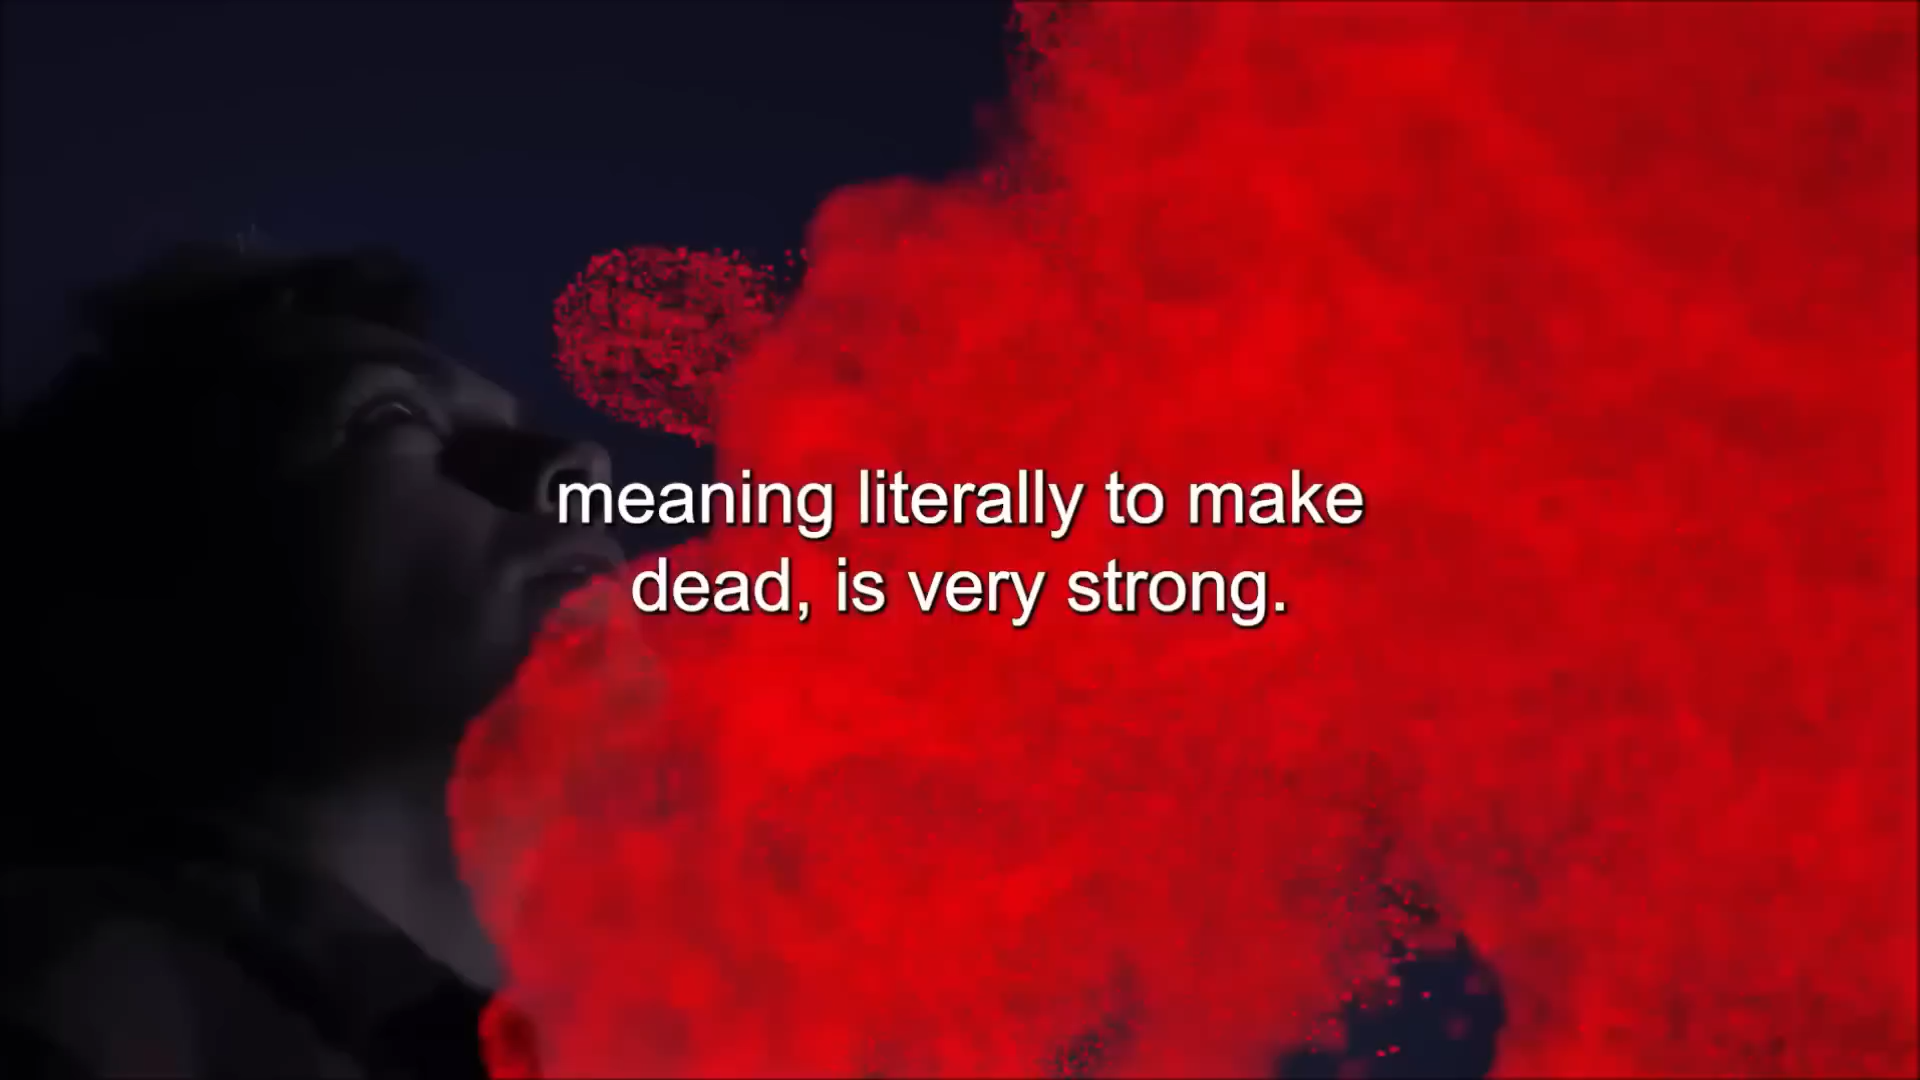 meaning literally to make
dead, is very strong.